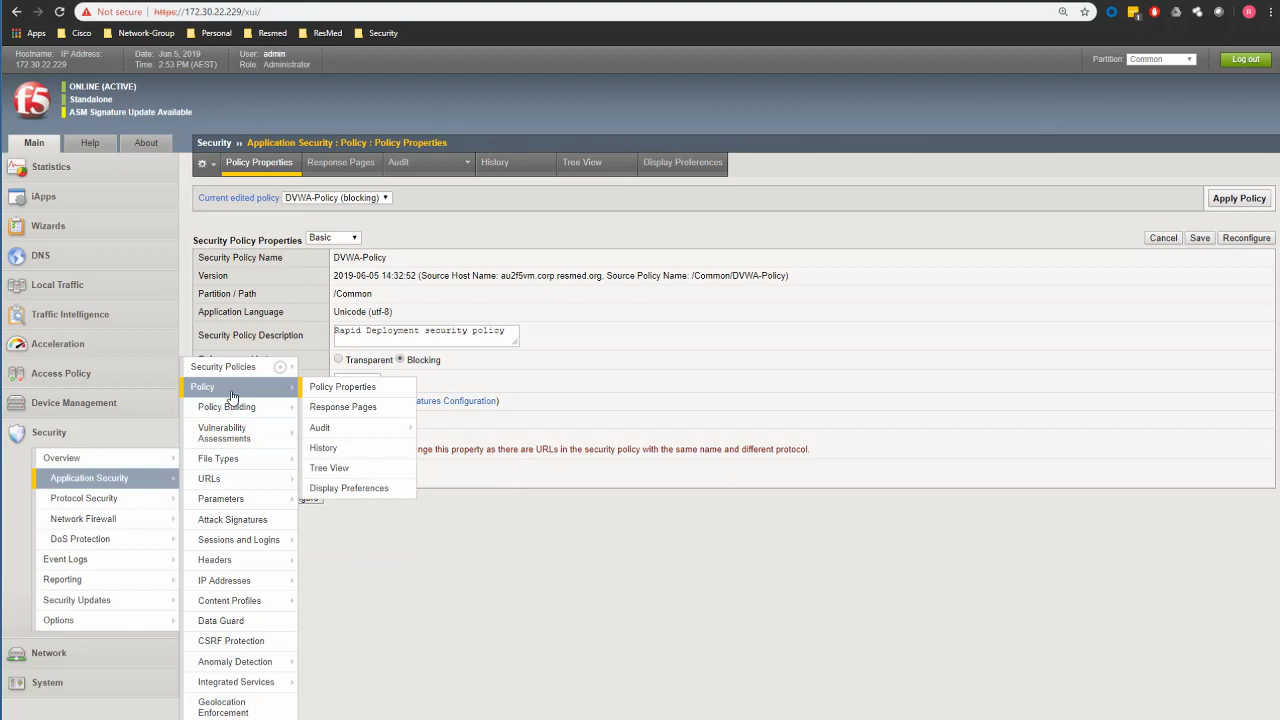 Not secure https://172.30.22.229/xui/
R
Apps Cisco Network-Group Personal Resmed ResMed Security
Hostname: IP Address: Date: Jun 5, 2019 User: admin
172.30.22.229 Time: 2:53 PM (AEST) Role: Administrator
Partition: Common Log out
f5
ONLINE (ACTIVE)
Standalone
ASM Signature Update Available
Main Help About
Security ›› Application Security : Policy : Policy Properties
Policy Properties Response Pages Audit History Tree View Display Preferences
Current edited policy DVWA-Policy (blocking) Apply Policy
Security Policy Properties Basic Cancel Save Reconfigure
Security Policy Name DVWA-Policy
Version 2019-06-05 14:32:52 (Source Host Name: au2f5vm.corp.resmed.org, Source Policy Name: /Common/DVWA-Policy)
Partition / Path /Common
Application Language Unicode (utf-8)
Security Policy Description Rapid Deployment security policy
Transparent Blocking
atures Configuration)
nge this property as there are URLs in the security policy with the same name and different protocol.
Statistics
iApps
Wizards
DNS
Local Traffic
Traffic Intelligence
Acceleration
Access Policy
Device Management
Security
Overview
Application Security
Protocol Security
Network Firewall
DoS Protection
Event Logs
Reporting
Security Updates
Options
Network
System
Security Policies
Policy
Policy Building
Vulnerability
Assessments
File Types
URLs
Parameters
Attack Signatures
Sessions and Logins
Headers
IP Addresses
Content Profiles
Data Guard
CSRF Protection
Anomaly Detection
Integrated Services
Geolocation
Enforcement
Policy Properties
Response Pages
Audit
History
Tree View
Display Preferences